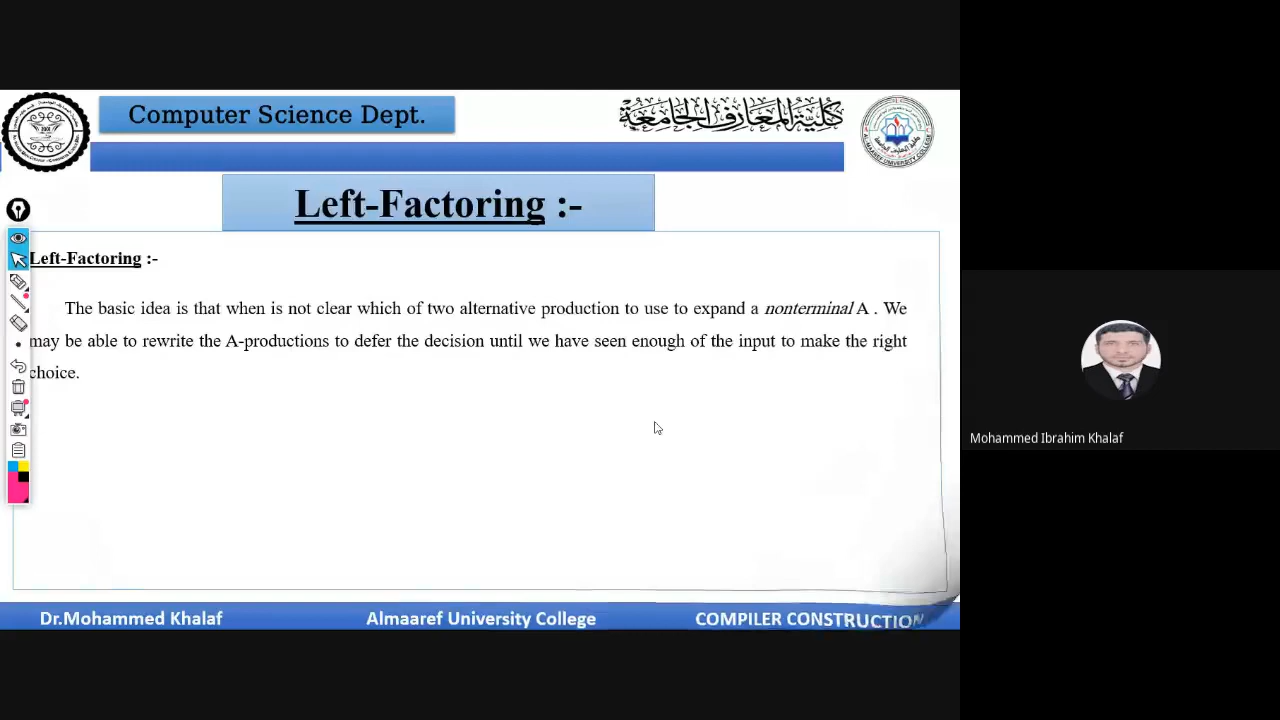 Computer Science Dept.
كلية المعارف الجامعة
Left-Factoring :-
Left-Factoring :-
The basic idea is that when is not clear which of two alternative production to use to expand a nonterminal A . We
may be able to rewrite the A-productions to defer the decision until we have seen enough of the input to make the right
choice.
Mohammed Ibrahim Khalaf
Dr.Mohammed Khalaf
Almaaref University College
COMPILER CONSTRUCTION